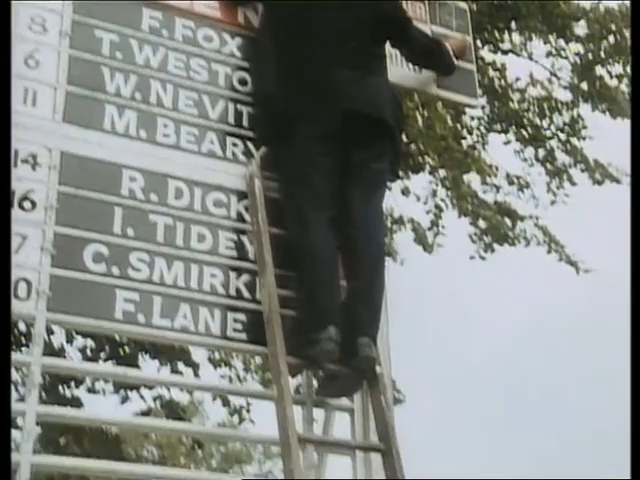 8 F. FOX
6 T. WESTO
11 W. NEVIT
M. BEARY
14 R. DICK
16 I. TIDEY
7 C. SMIRK
0 F. LANE